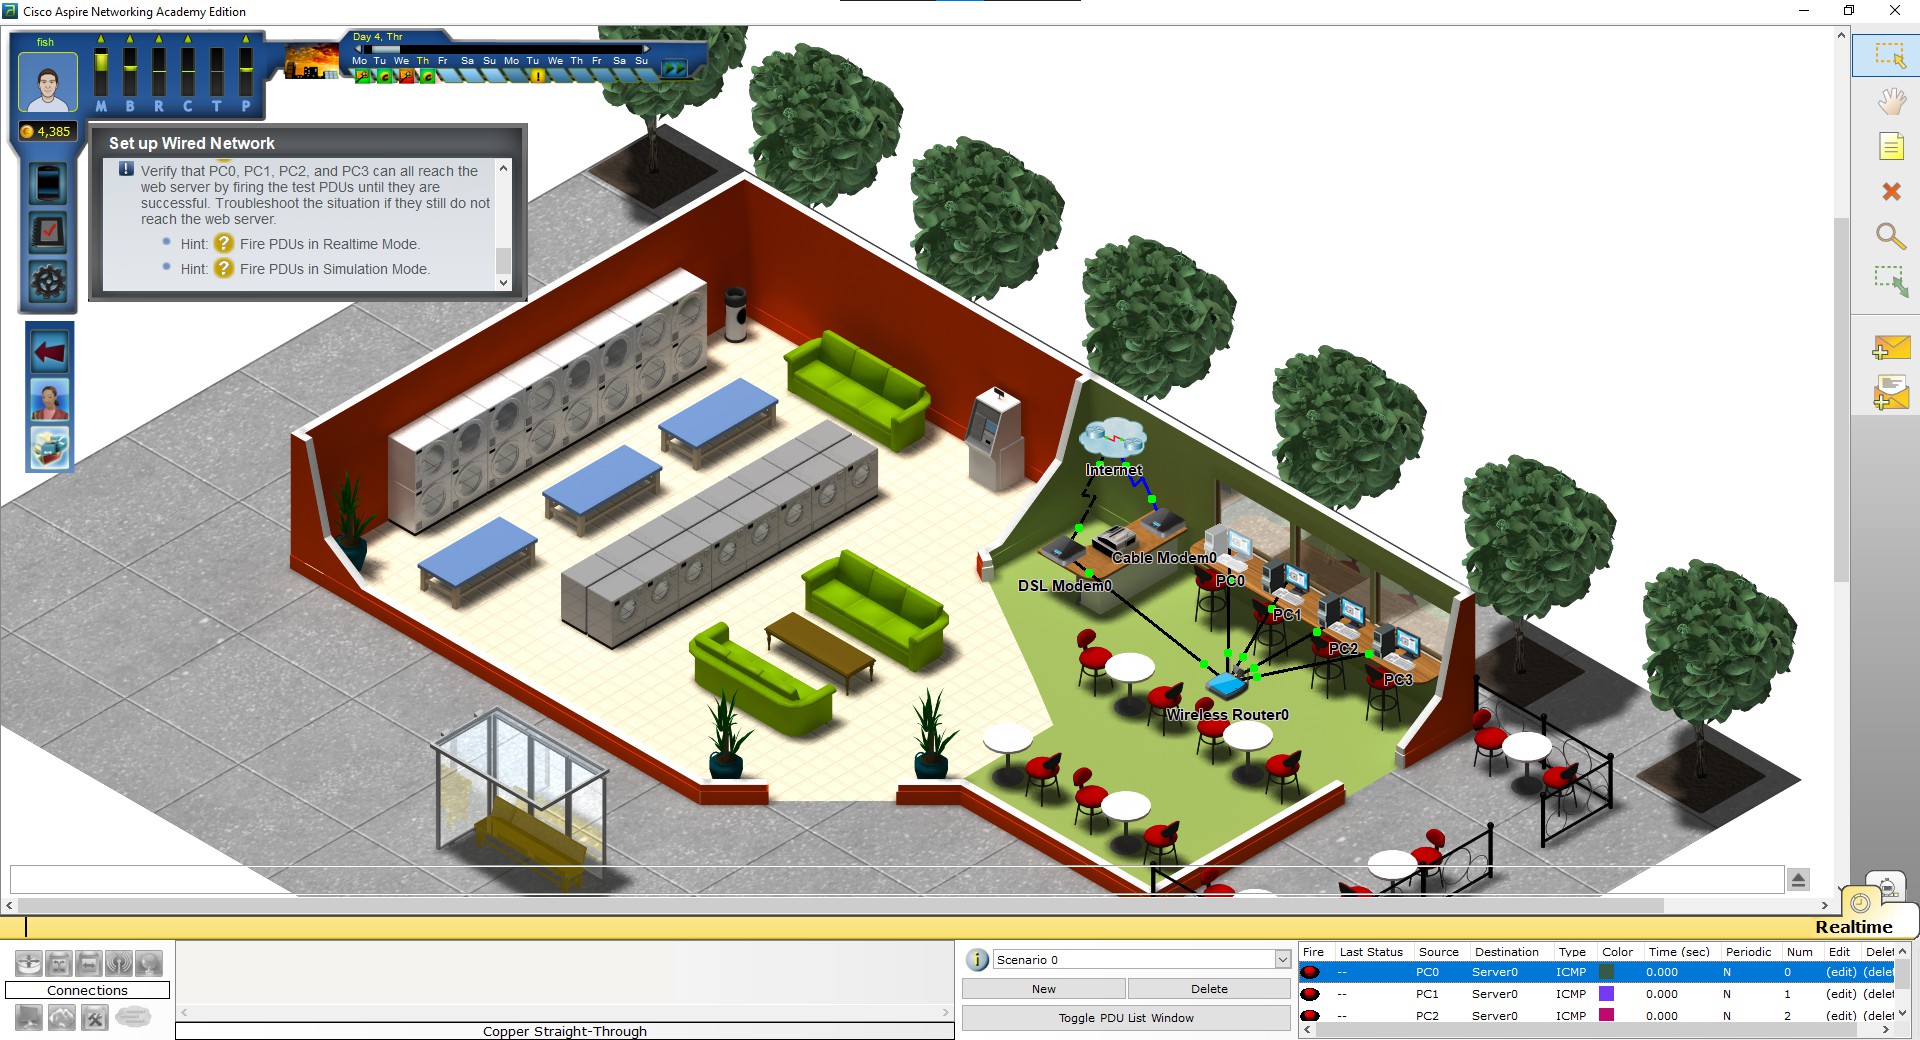 Cisco Aspire Networking Academy Edition
fish
M B R C T P
4,385
Day 4, Thr
Mo Tu We Th Fr Sa Su Mo Tu We Th Fr Sa Su
Set up Wired Network
Verify that PC0, PC1, PC2, and PC3 can all reach the
web server by firing the test PDUs until they are
successful. Troubleshoot the situation if they still do not
reach the web server.
Hint: ? Fire PDUs in Realtime Mode.
Hint: ? Fire PDUs in Simulation Mode.
Internet
Cable Modem0
DSL Modem0
PC0
PC1
PC2
PC3
Wireless Router0
Realtime
Connections
Copper Straight-Through
Scenario 0
New Delete
Toggle PDU List Window
Fire Last Status Source Destination Type Color Time (sec) Periodic Num Edit Delet
-- PC0 Server0 ICMP 0.000 N 0 (edit) (delet
-- PC1 Server0 ICMP 0.000 N 1 (edit) (delet
-- PC2 Server0 ICMP 0.000 N 2 (edit) (delet